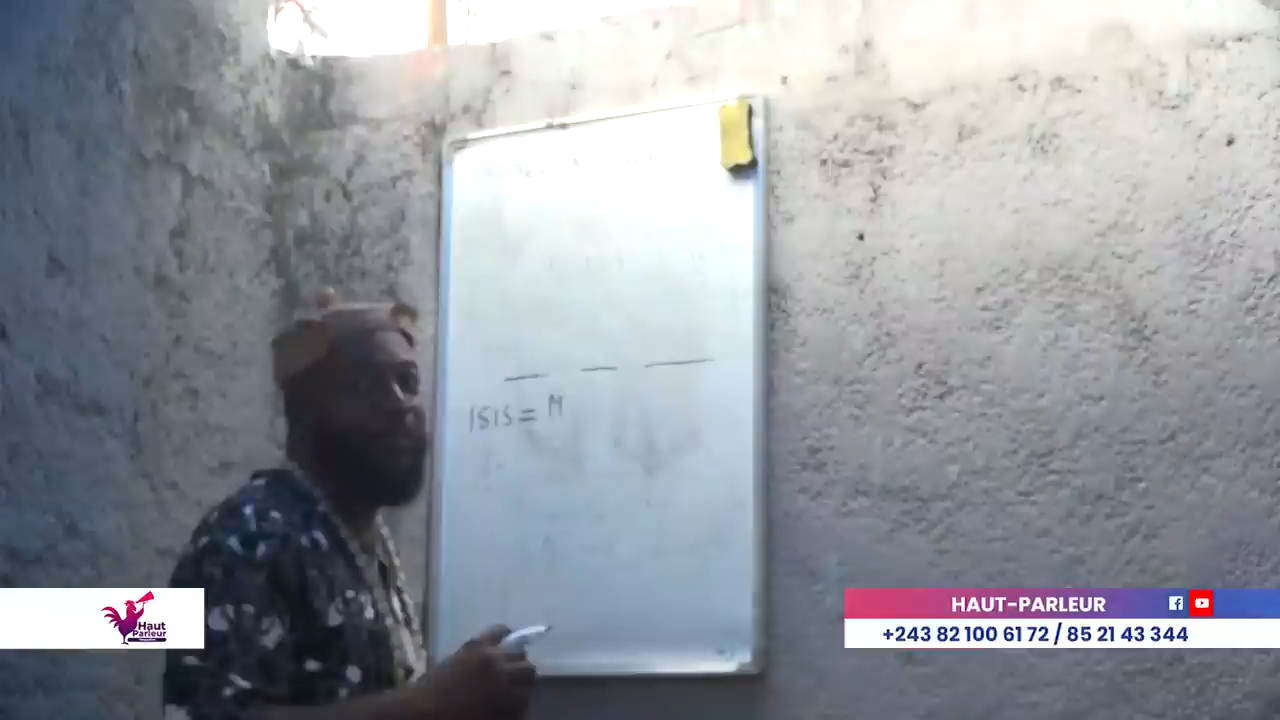 ISIS = M
Haut
Parleur
HAUT-PARLEUR
+243 82 100 61 72 / 85 21 43 344